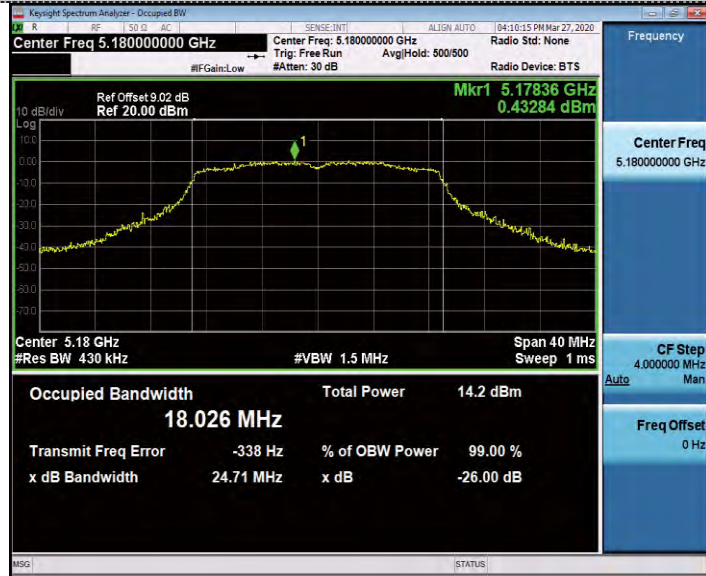 Keysight Spectrum Analyzer - Occupied BW
R RF 50 Ω AC SENSE:INT ALIGN AUTO 04:10:15 PM Mar 27, 2020
Center Freq 5.180000000 GHz
Center Freq: 5.180000000 GHz
Radio Std: None
Trig: Free Run Avg|Hold: 500/500
#IFGain:Low
#Atten: 30 dB
Radio Device: BTS
Frequency
Ref Offset 9.02 dB
Mkr1 5.17836 GHz
10 dB/div Ref 20.00 dBm
0.43284 dBm
Log
10.0
0.00
-10.0
-20.0
-30.0
-40.0
-50.0
-60.0
-70.0
1
Center 5.18 GHz
Span 40 MHz
#Res BW 430 kHz
#VBW 1.5 MHz
Sweep 1 ms
Center Freq
5.180000000 GHz
CF Step
4.000000 MHz
Auto Man
Freq Offset
0 Hz
Occupied Bandwidth
Total Power 14.2 dBm
18.026 MHz
Transmit Freq Error -338 Hz
% of OBW Power 99.00 %
x dB Bandwidth 24.71 MHz
x dB -26.00 dB
MSG
STATUS